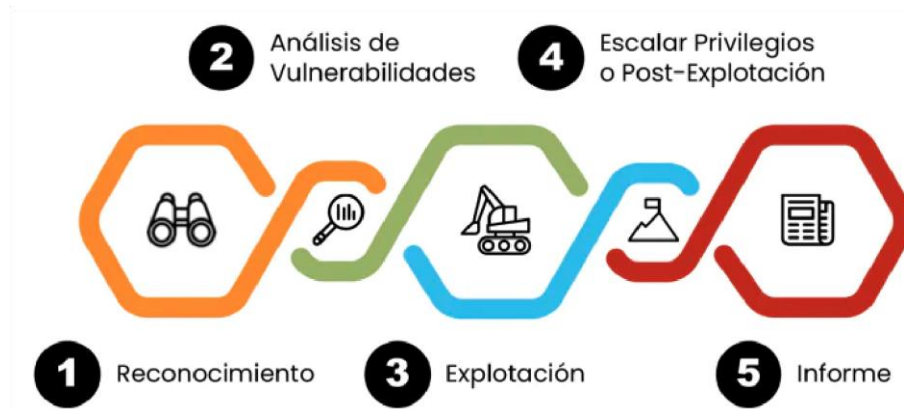 2 Análisis de
Vulnerabilidades
4 Escalar Privilegios
o Post-Explotación
1 Reconocimiento
3 Explotación
5 Informe